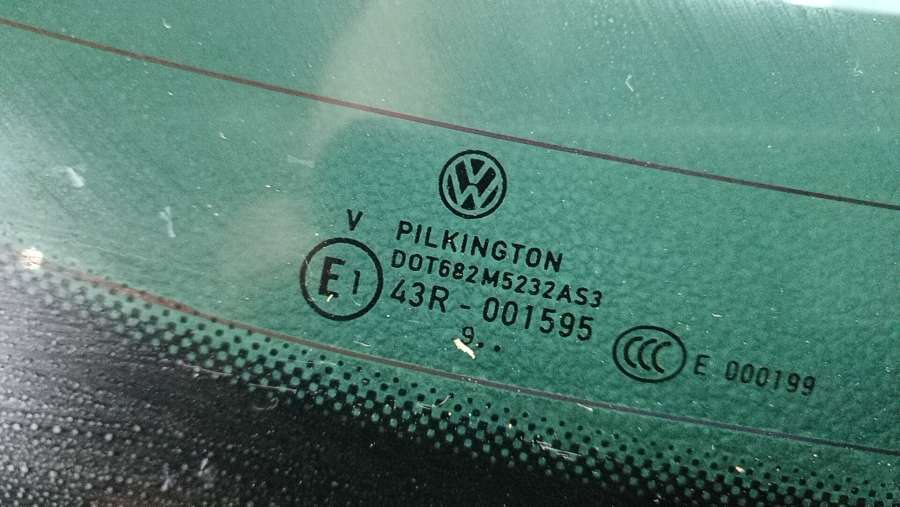 VW
V PILKINGTON
DOT682M5232AS3
E1 43R - 001595
9..
CCC E 000199